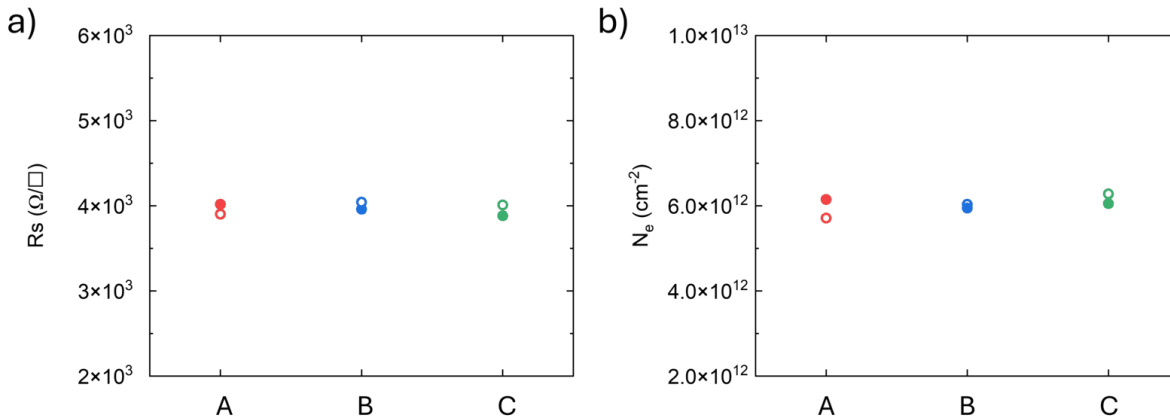 a)
6×10³
5×10³
4×10³
3×10³
2×10³
Rs (Ω/□)
A B C
b)
1.0×10¹³
8.0×10¹²
6.0×10¹²
4.0×10¹²
2.0×10¹²
Nₑ (cm⁻²)
A B C